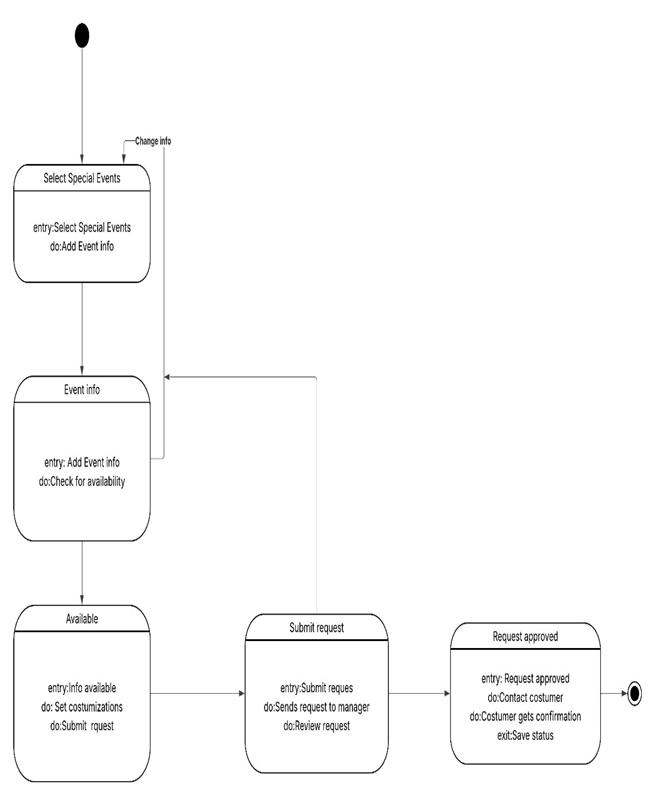 Change info
Select Special Events
entry:Select Special Events
do:Add Event info
Event info
entry: Add Event info
do:Check for availability
Available
entry:Info available
do: Set costumizations
do:Submit rquest
Submit request
entry:Submit reques
do:Sends request to manager
do:Review request
Request approved
entry: Request approved
do:Contact costumer
do:Costumer gets confirmation
exit:Save status